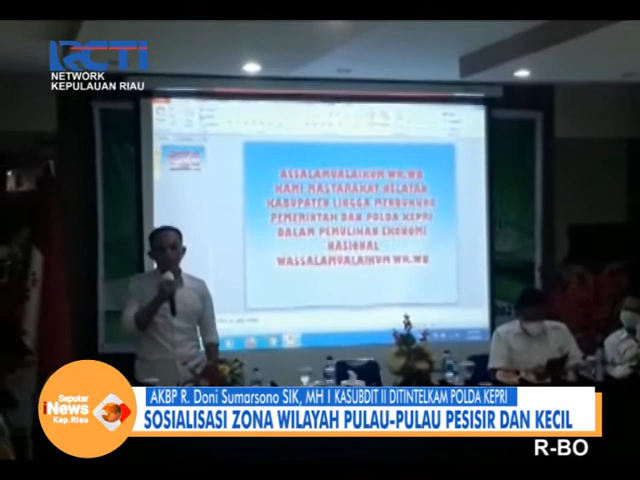 RCTI
NETWORK
KEPULAUAN RIAU
ASSALAMUALAIKUM WR.WB
KAMI MASYARAKAT NELAYAN
KABUPATEN LINGGA MENDUKUNG
PEMERINTAH DAN POLDA KEPRI
DALAM PEMULIHAN EKONOMI
NASIONAL
WASSALAMUALAIKUM WR.WB
Seputar
iNews
Kep.Riau
AKBP R. Doni Sumarsono SIK, MH I KASUBDIT II DITINTELKAM POLDA KEPRI
SOSIALISASI ZONA WILAYAH PULAU-PULAU PESISIR DAN KECIL
R-BO